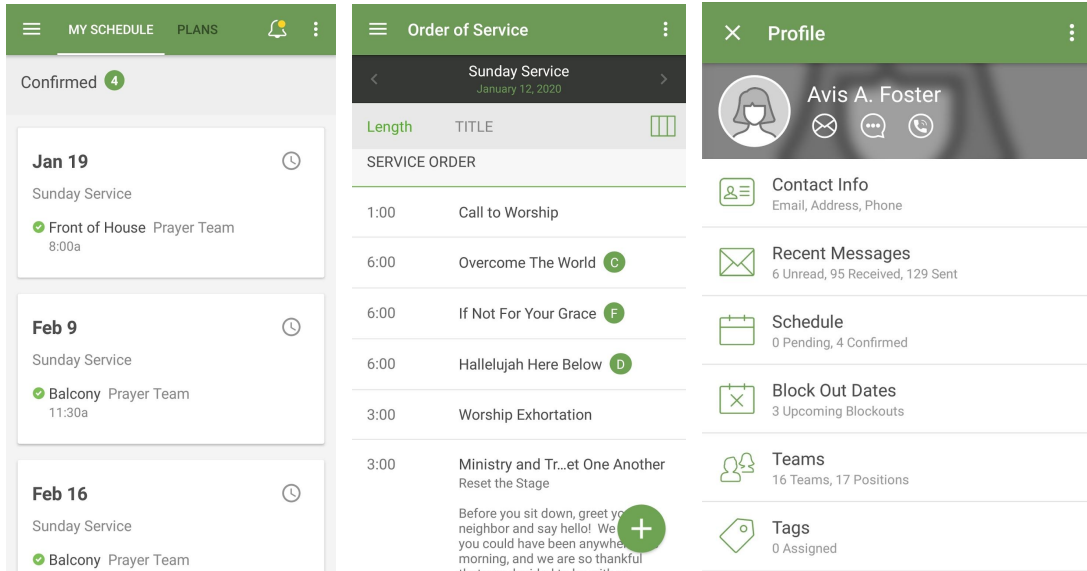 MY SCHEDULE PLANS
Confirmed 4
Jan 19
Sunday Service
Front of House Prayer Team
8:00a
Feb 9
Sunday Service
Balcony Prayer Team
11:30a
Feb 16
Sunday Service
Balcony Prayer Team
Order of Service
Sunday Service
January 12, 2020
Length TITLE
SERVICE ORDER
1:00 Call to Worship
6:00 Overcome The World C
6:00 If Not For Your Grace F
6:00 Hallelujah Here Below D
3:00 Worship Exhortation
3:00 Ministry and Tr...et One Another
Reset the Stage
Before you sit down, greet
neighbor and say hello! We
you could have been
morning, and we are so thankful
Profile
Avis A. Foster
Contact Info
Email, Address, Phone
Recent Messages
6 Unread, 95 Received, 129 Sent
Schedule
0 Pending, 4 Confirmed
Block Out Dates
3 Upcoming Blockouts
Teams
16 Teams, 17 Positions
Tags
0 Assigned